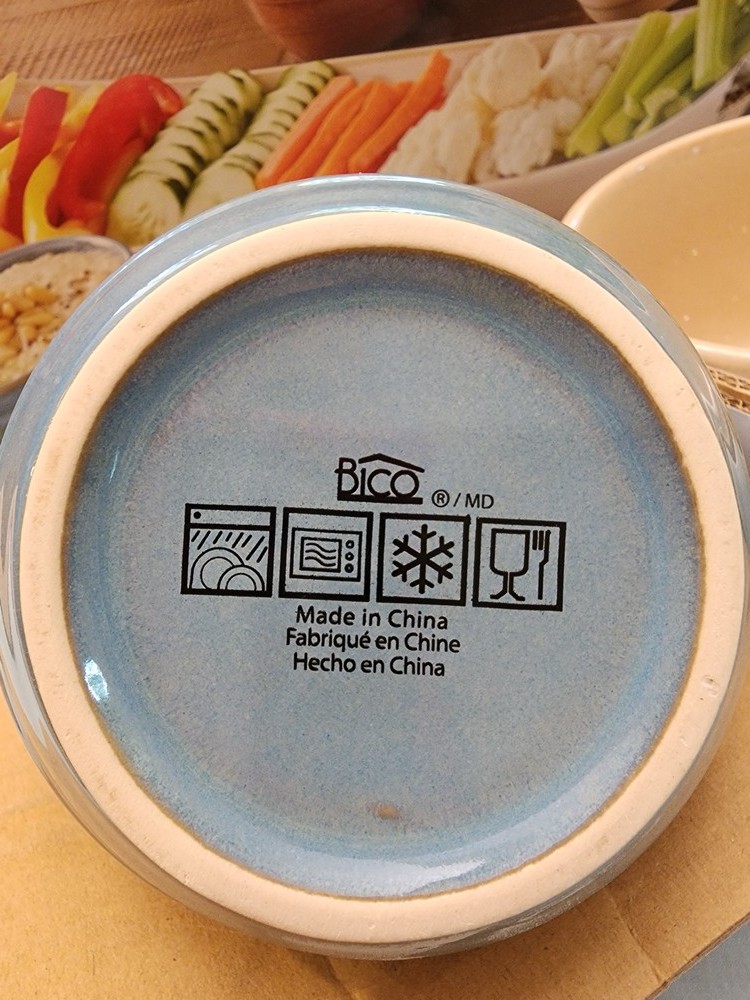 BICO ® / MD
Made in China
Fabriqué en Chine
Hecho en China